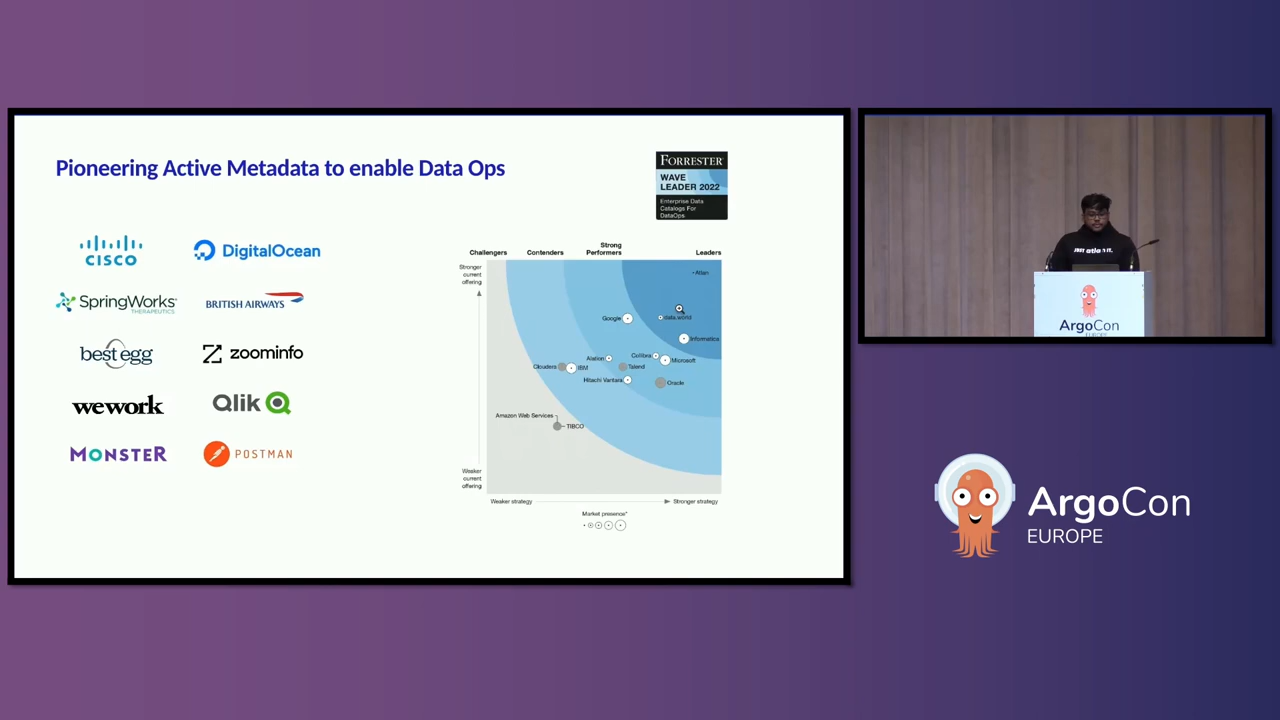 Pioneering Active Metadata to enable Data Ops
CISCO
DigitalOcean
SpringWorks
THERAPEUTICS
BRITISH AIRWAYS
best egg
zoominfo
wework
Qlik
MONSTER
POSTMAN
FORRESTER
WAVE
LEADER 2022
Enterprise Data
Catalogs For
DataOps
Challengers
Contenders
Strong
Performers
Leaders
Stronger
current
offering
Atlan
data.world
Google
Informatica
Alation
Collibra
Microsoft
Cloudera
IBM
Talend
Hitachi Vantara
Oracle
Amazon Web Services
TIBCO
Weaker
current
offering
Weaker strategy
Stronger strategy
Market presence*
ArgoCon
EUROPE
ArgoCon
EUROPE